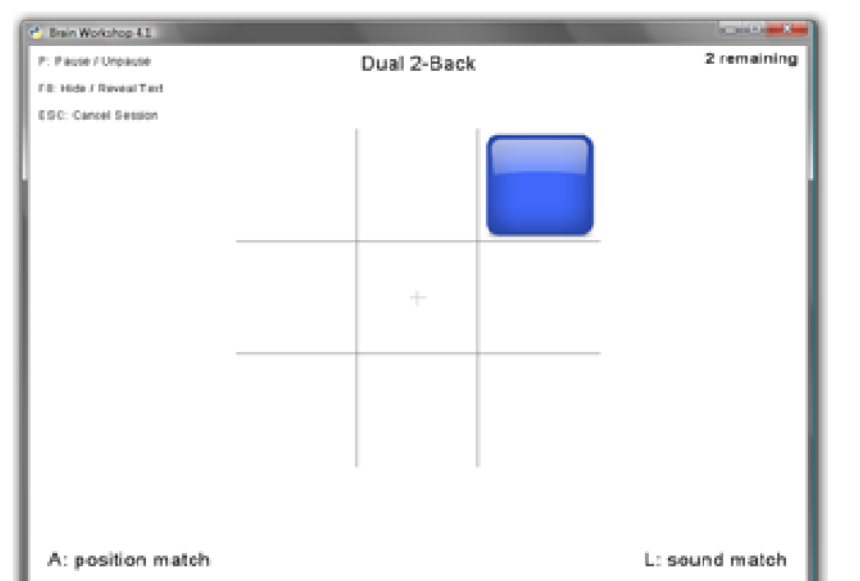 Brain Workshop 4.1
P: Pause / Unpause
Dual 2-Back
2 remaining
F8: Hide / Reveal Text
ESC: Cancel Session
A: position match
L: sound match